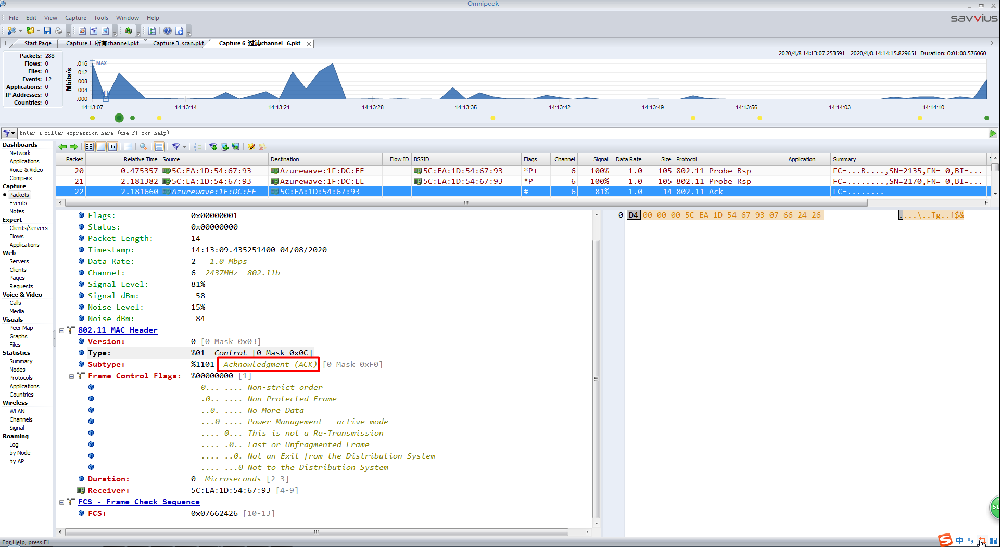 Omnipeek
File Edit View Capture Tools Window Help
savvius
Start Page Capture 1_所有channel.pkt Capture 3_scan.pkt Capture 6_过滤channel=6.pkt
2020/4/8 14:13:07.253591 - 2020/4/8 14:14:15.829651 Duration: 0:01:08.576060
Packets: 288
Flows: 0
Files: 0
Events: 12
Applications: 0
IP Addresses: 0
Countries: 0
Mbits/s
.016
.012
.008
.004
.000
MAX
MIN
14:13:07 14:13:14 14:13:21 14:13:28 14:13:35 14:13:42 14:13:49 14:13:56 14:14:03 14:14:10
Enter a filter expression here (use F1 for help)
Dashboards
Network
Applications
Voice & Video
Compass
Capture
Packets
Events
Notes
Expert
Clients/Servers
Flows
Applications
Web
Servers
Clients
Pages
Requests
Voice & Video
Calls
Media
Visuals
Peer Map
Graphs
Files
Statistics
Summary
Nodes
Protocols
Applications
Countries
Wireless
WLAN
Channels
Signal
Roaming
Log
by Node
by AP
Packet Relative Time Source Destination Flow ID BSSID Flags Channel Signal Data Rate Size Protocol Application Summary E
20 0.475357 5C:EA:1D:54:67:93 Azurewave:1F:DC:EE 5C:EA:1D:54:67:93 *P+ 6 100% 1.0 105 802.11 Probe Rsp FC=...R....,SN=2135,FN= 0,BI=...
21 2.181382 5C:EA:1D:54:67:93 Azurewave:1F:DC:EE 5C:EA:1D:54:67:93 *P 6 100% 1.0 105 802.11 Probe Rsp FC=........,SN=2170,FN= 0,BI=...
22 2.181660 Azurewave:1F:DC:EE 5C:EA:1D:54:67:93 # 6 81% 1.0 14 802.11 Ack FC=........
Flags: 0x00000001
Status: 0x00000000
Packet Length: 14
Timestamp: 14:13:09.435251400 04/08/2020
Data Rate: 2 1.0 Mbps
Channel: 6 2437MHz 802.11b
Signal Level: 81%
Signal dBm: -58
Noise Level: 15%
Noise dBm: -84
802.11 MAC Header
Version: 0 [0 Mask 0x03]
Type: %01 Control [0 Mask 0x0C]
Subtype: %1101 Acknowledgment (ACK) [0 Mask 0xF0]
Frame Control Flags: %00000000 [1]
0... .... Non-strict order
.0.. .... Non-Protected Frame
..0. .... No More Data
...0 .... Power Management - active mode
.... 0... This is not a Re-Transmission
.... .0.. Last or Unfragmented Frame
.... ..0. Not an Exit from the Distribution System
.... ...0 Not to the Distribution System
Duration: 0 Microseconds [2-3]
Receiver: 5C:EA:1D:54:67:93 [4-9]
FCS - Frame Check Sequence
FCS: 0x07662426 [10-13]
0 D4 00 00 00 5C EA 1D 54 67 93 07 66 24 26 ....\..Tg..f$&
51
For Help, press F1
中